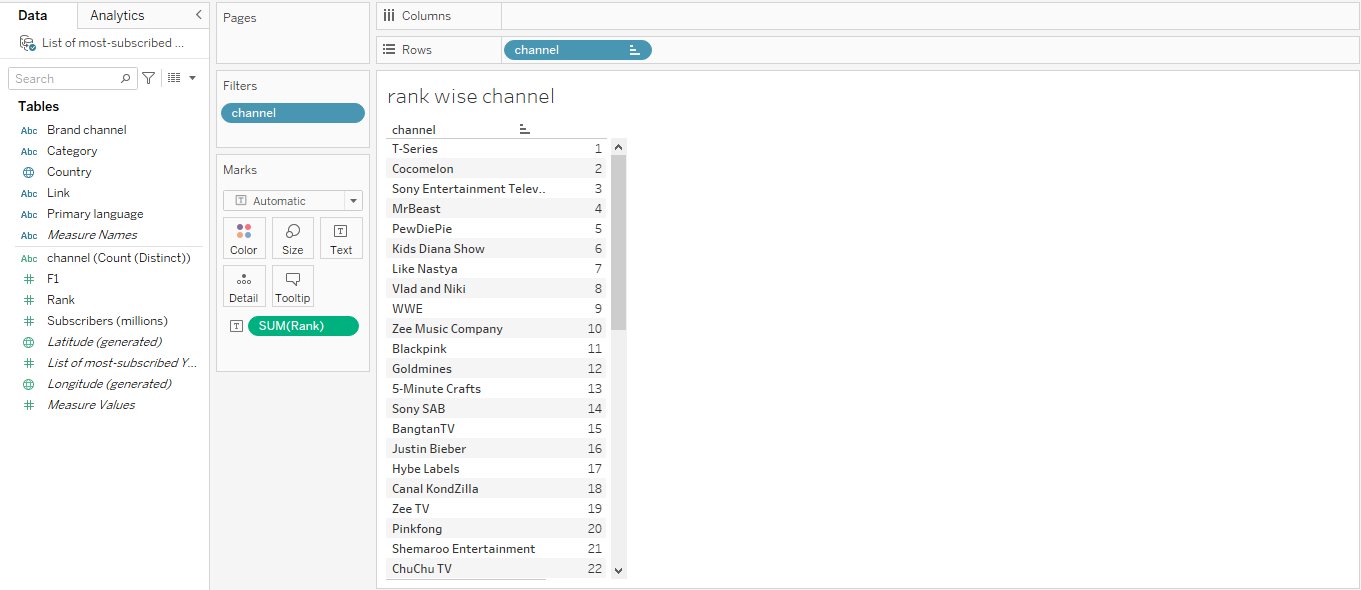 Data
Analytics
List of most-subscribed ...
Search
Tables
Abc Brand channel
Abc Category
Country
Abc Link
Abc Primary language
Abc Measure Names
Abc channel (Count (Distinct))
F1
Rank
Subscribers (millions)
Latitude (generated)
List of most-subscribed Y...
Longitude (generated)
Measure Values
Pages
Filters
channel
Marks
T Automatic
Color Size T Text
Detail Tooltip
T SUM(Rank)
Columns
Rows channel
rank wise channel
channel
T-Series 1
Cocomelon 2
Sony Entertainment Telev.. 3
MrBeast 4
PewDiePie 5
Kids Diana Show 6
Like Nastya 7
Vlad and Niki 8
WWE 9
Zee Music Company 10
Blackpink 11
Goldmines 12
5-Minute Crafts 13
Sony SAB 14
BangtanTV 15
Justin Bieber 16
Hybe Labels 17
Canal KondZilla 18
Zee TV 19
Pinkfong 20
Shemaroo Entertainment 21
ChuChu TV 22